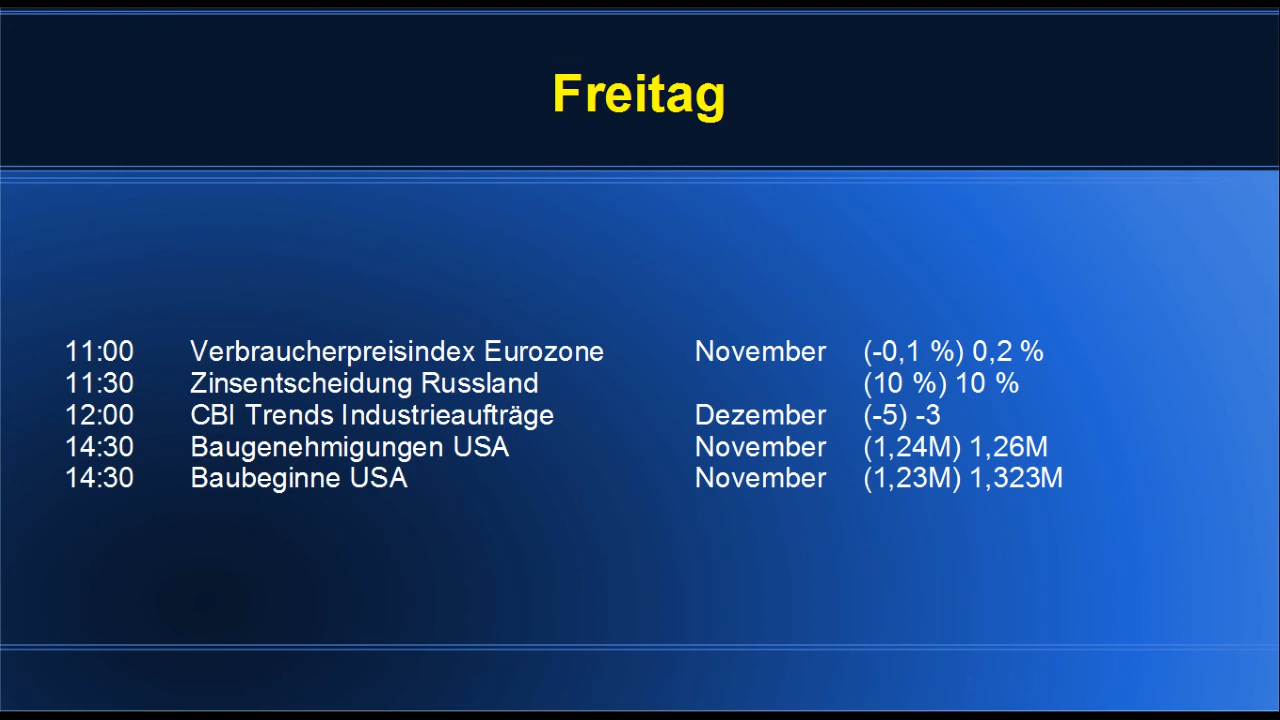 Freitag
11:00 Verbraucherpreisindex Eurozone November (-0,1 %) 0,2 %
11:30 Zinsentscheidung Russland (10 %) 10 %
12:00 CBI Trends Industrieaufträge Dezember (-5) -3
14:30 Baugenehmigungen USA November (1,24M) 1,26M
14:30 Baubeginne USA November (1,23M) 1,323M